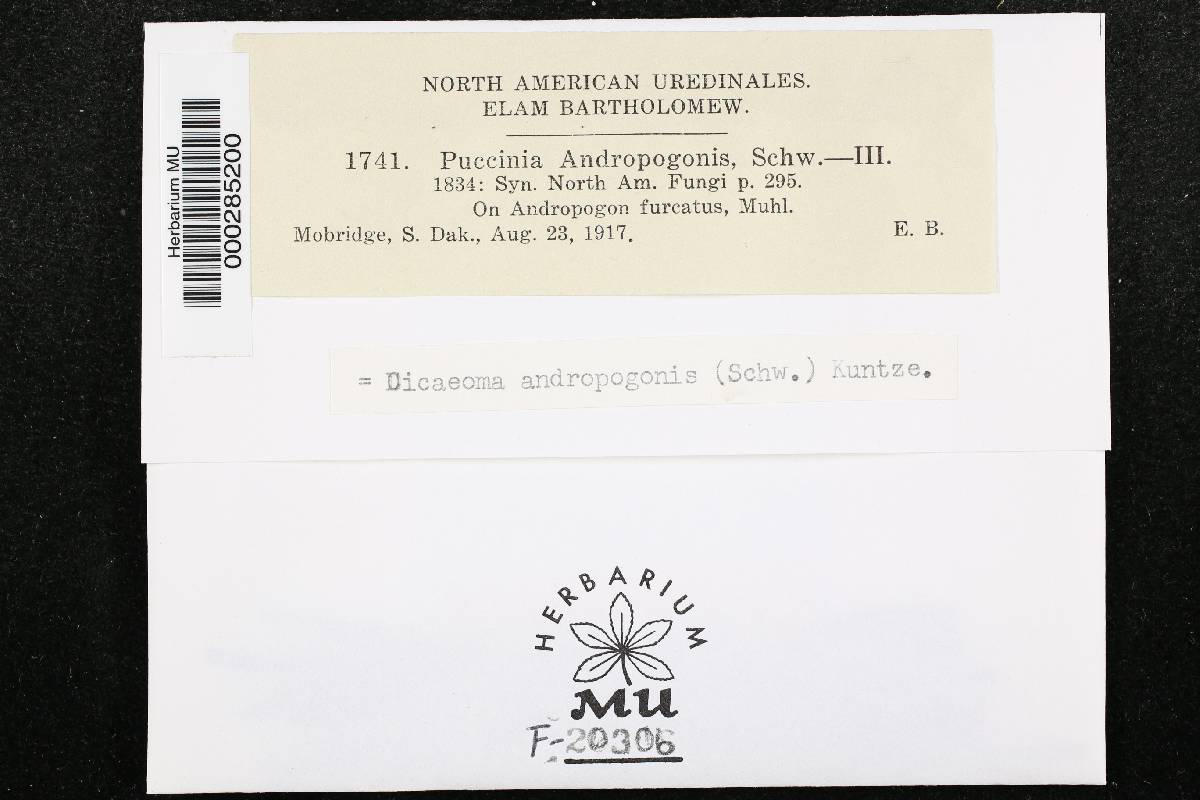 NORTH AMERICAN UREDINALES.
ELAM BARTHOLOMEW.
1741. Puccinia Andropogonis, Schw.—III.
1834: Syn. North Am. Fungi p. 295.
On Andropogon furcatus, Muhl.
Mobridge, S. Dak., Aug. 23, 1917. E. B.
Herbarium MU
000285200
= Dicaeoma andropogonis (Schw.) Kuntze.
HERBARIUM
MU
F-20306